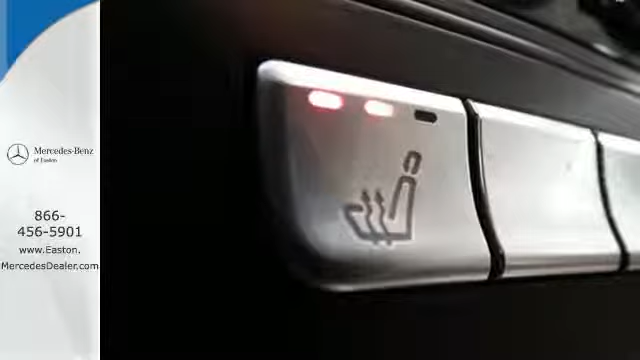 Mercedes-Benz
of Easton
866-
456-5901
www.Easton.
MercedesDealer.com